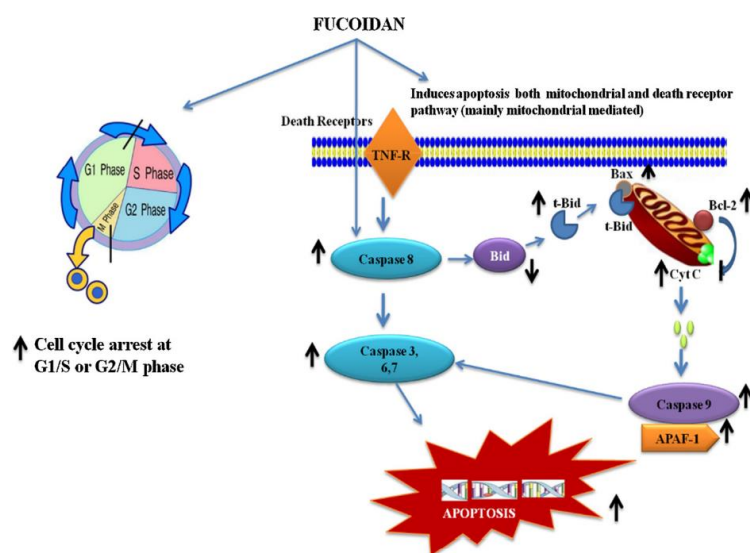 FUCOIDAN
Induces apoptosis both mitochondrial and death receptor
pathway (mainly mitochondrial mediated)
Death Receptors
TNF-R
G1 Phase
S Phase
G2 Phase
M Phase
Bax
t-Bid
t-Bid
Bcl-2
Caspase 8
Bid
Cyt C
Cell cycle arrest at
G1/S or G2/M phase
Caspase 3,
6,7
Caspase 9
APAF-1
APOPTOSIS